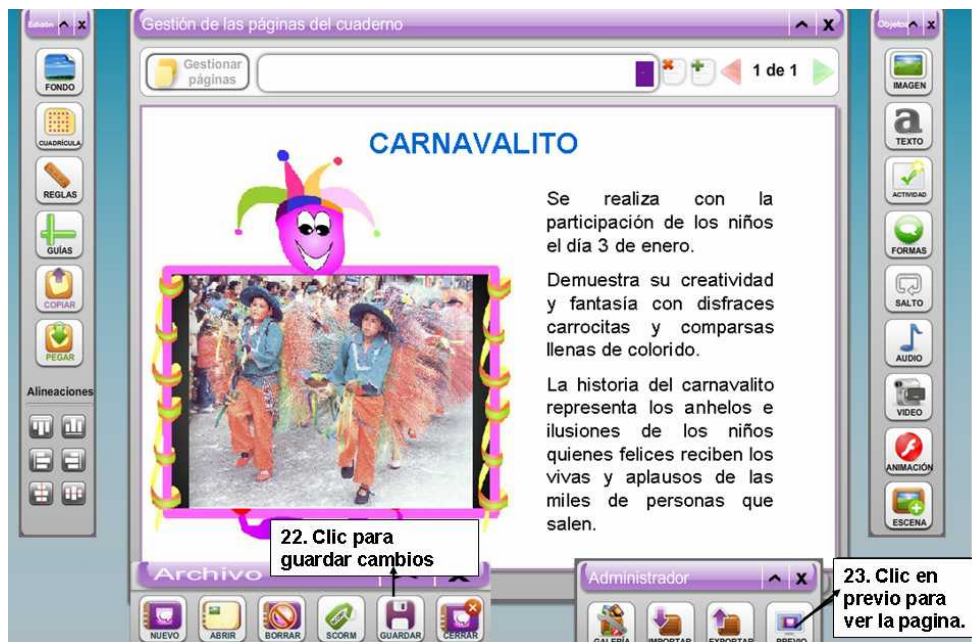 Edición
Gestión de las páginas del cuaderno
Objetos
Gestionar
páginas
1 de 1
FONDO
CUADRÍCULA
REGLAS
GUÍAS
COPIAR
PEGAR
Alineaciones
CARNAVALITO
Se realiza con la
participación de los niños
el día 3 de enero.
Demuestra su creatividad
y fantasía con disfraces
carrocitas y comparsas
llenas de colorido.
La historia del carnavalito
representa los anhelos e
ilusiones de los niños
quienes felices reciben los
vivas y aplausos de las
miles de personas que
salen.
IMAGEN
TEXTO
ACTIVIDAD
FORMAS
SALTO
AUDIO
VIDEO
ANIMACIÓN
ESCENA
22. Clic para
guardar cambios
Archivo
NUEVO
ABRIR
BORRAR
SCORM
GUARDAR
CERRAR
Administrador
GALERÍA
IMPORTAR
EXPORTAR
PREVIO
23. Clic en
previo para
ver la pagina.